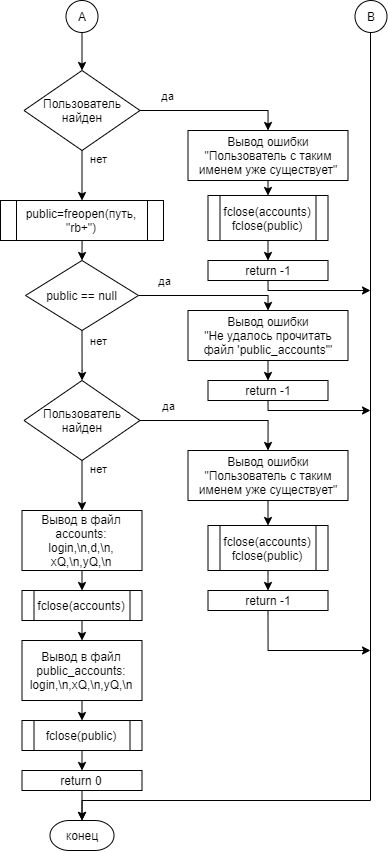 A
B
Пользователь
найден
да
нет
Вывод ошибки
"Пользователь с таким
именем уже существует"
fclose(accounts)
fclose(public)
return -1
public=freopen(путь,
"rb+")
public == null
да
нет
Вывод ошибки
"Не удалось прочитать
файл 'public_accounts'"
return -1
Пользователь
найден
да
нет
Вывод ошибки
"Пользователь с таким
именем уже существует"
fclose(accounts)
fclose(public)
return -1
Вывод в файл
accounts:
login,\n,d,\n,
xQ,\n,yQ,\n
fclose(accounts)
Вывод в файл
public_accounts:
login,\n,xQ,\n,yQ,\n
fclose(public)
return 0
конец